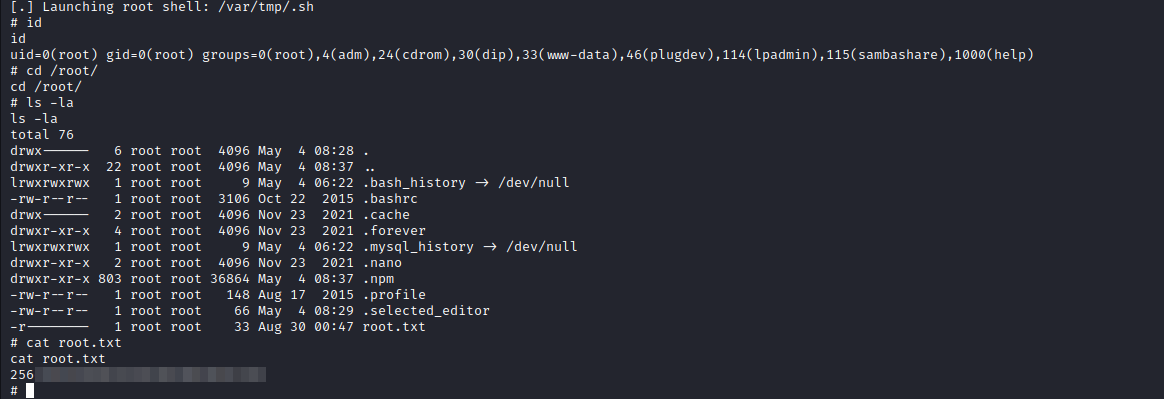 [.] Launching root shell: /var/tmp/.sh
# id
id
uid=0(root) gid=0(root) groups=0(root),4(adm),24(cdrom),30(dip),33(www-data),46(plugdev),114(lpadmin),115(sambashare),1000(help)
# cd /root/
cd /root/
# ls -la
ls -la
total 76
drwx------   6 root root  4096 May  4 08:28 .
drwxr-xr-x  22 root root  4096 May  4 08:37 ..
lrwxrwxrwx   1 root root     9 May  4 06:22 .bash_history -> /dev/null
-rw-r--r--   1 root root  3106 Oct 22  2015 .bashrc
drwx------   2 root root  4096 Nov 23  2021 .cache
drwxr-xr-x   4 root root  4096 Nov 23  2021 .forever
lrwxrwxrwx   1 root root     9 May  4 06:22 .mysql_history -> /dev/null
drwxr-xr-x   2 root root  4096 Nov 23  2021 .nano
drwxr-xr-x 803 root root 36864 May  4 08:37 .npm
-rw-r--r--   1 root root   148 Aug 17  2015 .profile
-rw-r--r--   1 root root    66 May  4 08:29 .selected_editor
-r--------   1 root root    33 Aug 30 00:47 root.txt
# cat root.txt
cat root.txt
256
#